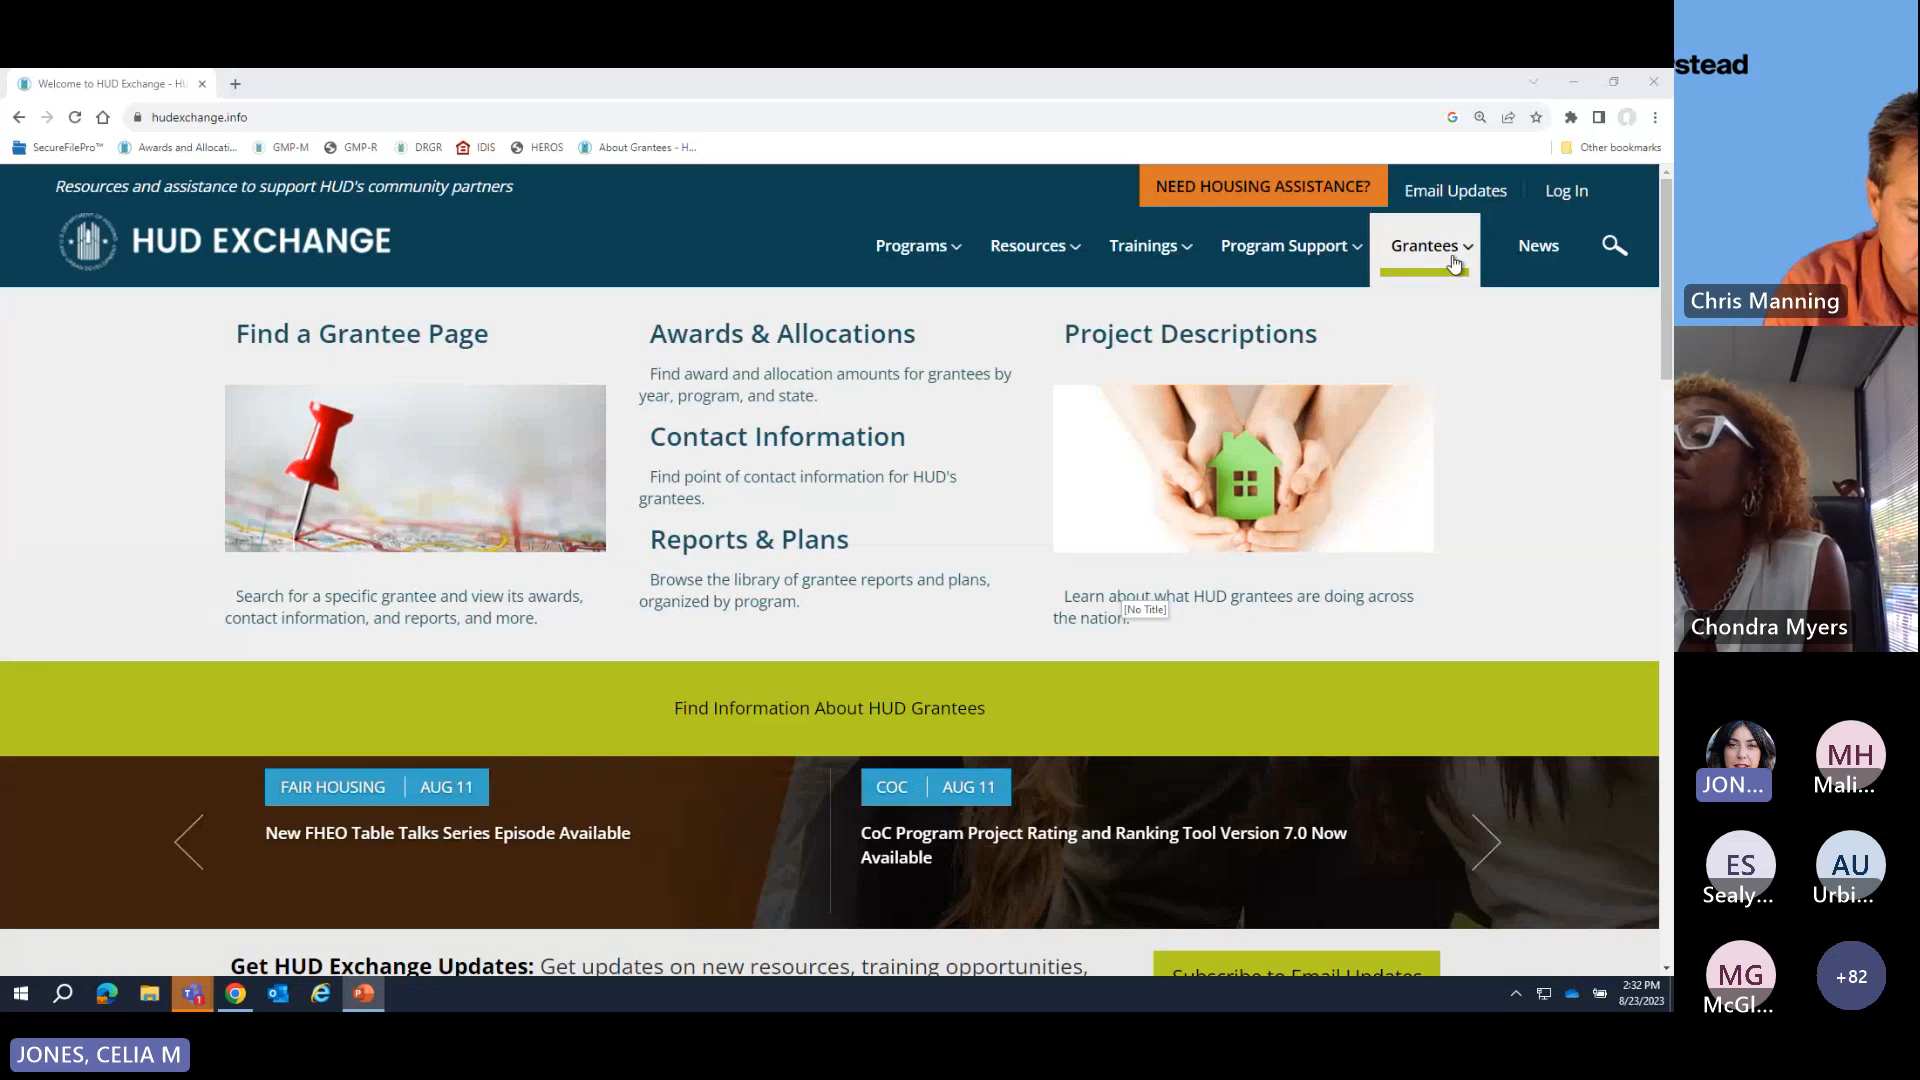 Welcome to HUD Exchange - HU
hudexchange.info
SecureFilePro™
Awards and Allocati...
GMP-M
GMP-R
DRGR
IDIS
HEROS
About Grantees - H...
Other bookmarks
Resources and assistance to support HUD's community partners
NEED HOUSING ASSISTANCE?
Email Updates
Log In
HUD EXCHANGE
Programs
Resources
Trainings
Program Support
Grantees
News
Find a Grantee Page
Search for a specific grantee and view its awards,
contact information, and reports, and more.
Awards & Allocations
Find award and allocation amounts for grantees by
year, program, and state.
Contact Information
Find point of contact information for HUD's
grantees.
Reports & Plans
Browse the library of grantee reports and plans,
organized by program.
Project Descriptions
Learn about what HUD grantees are doing across
the nation.
[No Title]
Find Information About HUD Grantees
FAIR HOUSING
AUG 11
New FHEO Table Talks Series Episode Available
COC
AUG 11
CoC Program Project Rating and Ranking Tool Version 7.0 Now
Available
Get HUD Exchange Updates: Get updates on new resources, training opportunities,
Subscribe to Email Updates
2:32 PM
8/23/2023
JONES, CELIA M
stead
Chris Manning
Chondra Myers
JON...
MH
Mali...
ES
Sealy...
AU
Urbi...
MG
McGl...
+82